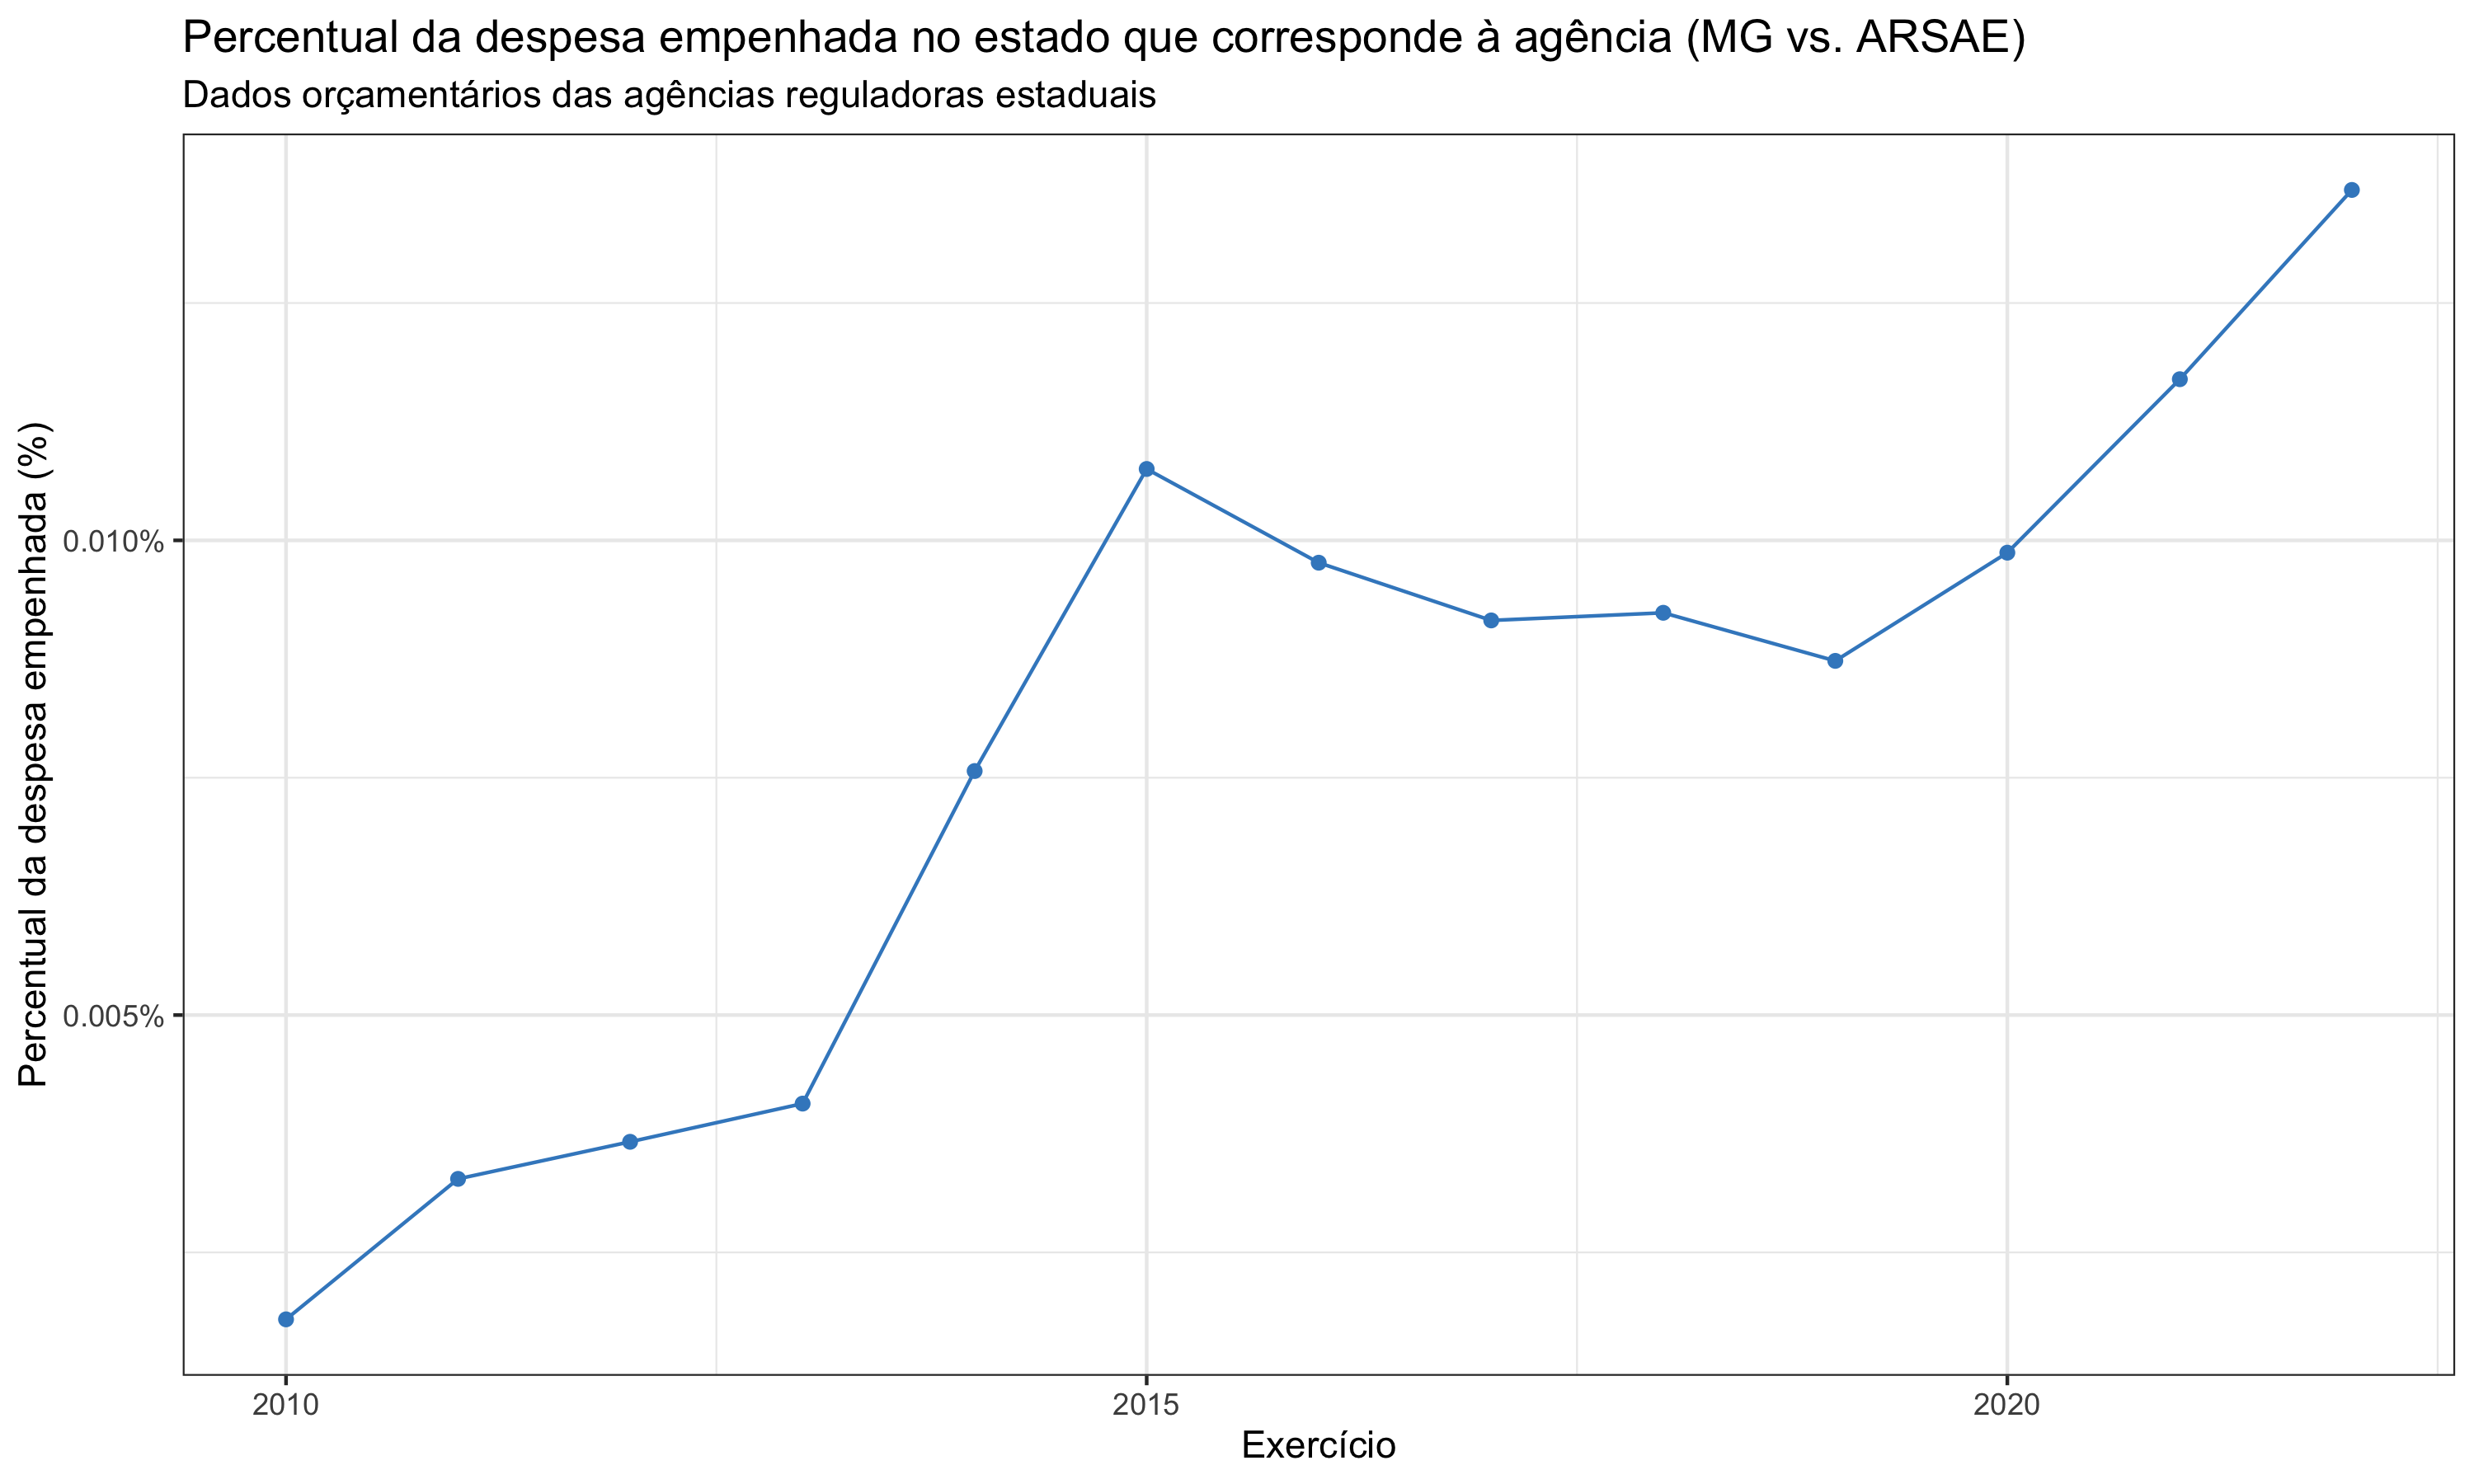 Percentual da despesa empenhada no estado que corresponde à agência (MG vs. ARSAE)
Dados orçamentários das agências reguladoras estaduais
Percentual da despesa empenhada (%)
0.010%
0.005%
2010
2015
2020
Exercício